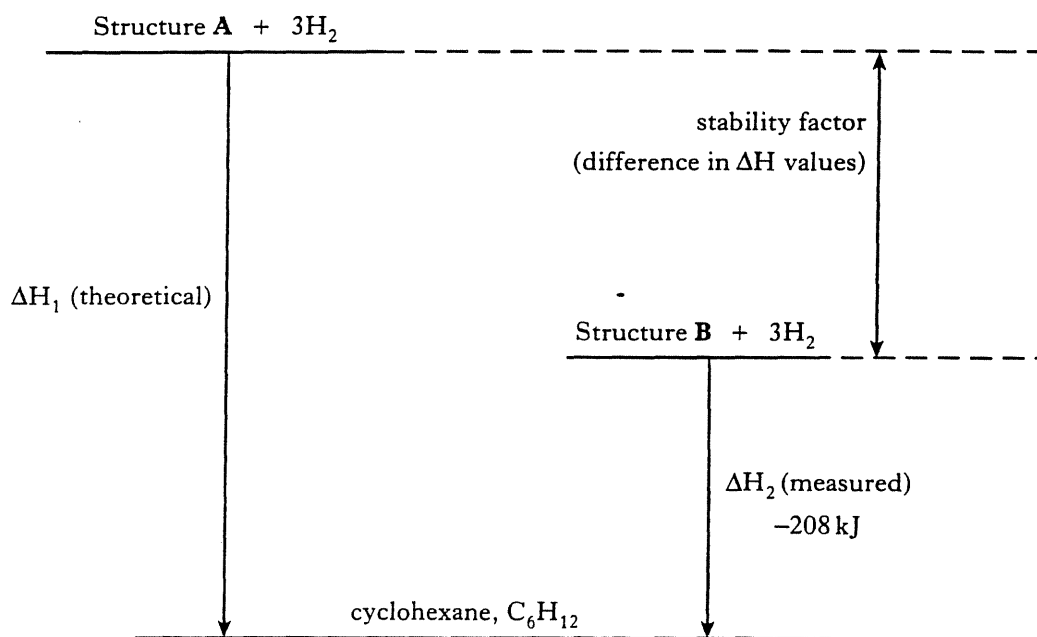 Structure A + 3H₂
stability factor
(difference in ΔH values)
ΔH₁ (theoretical)
Structure B + 3H₂
ΔH₂ (measured)
–208 kJ
cyclohexane, C₆H₁₂